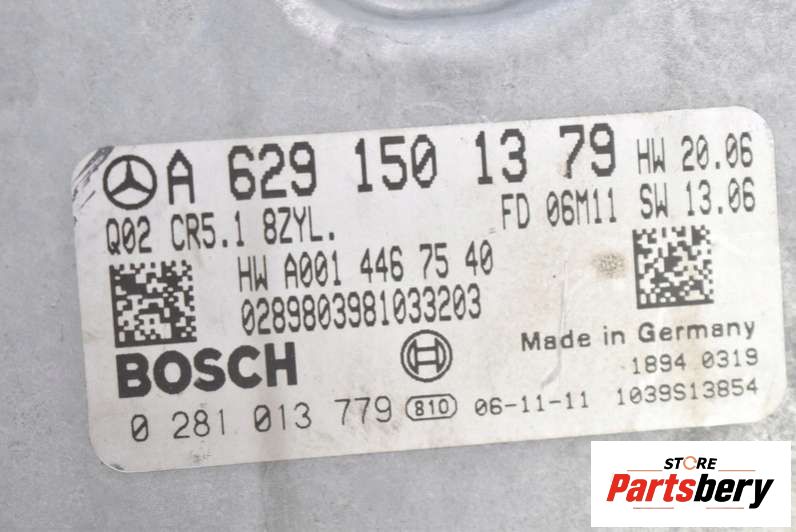 A 629 150 13 79 HW 20.06
Q02 CR5.1 8ZYL. FD 06M11 SW 13.06
HW A001 446 75 40
0289803981033203
BOSCH Made in Germany
1894 0319
0 281 013 779 810 06-11-11 1039S13854
STORE
Partsbery